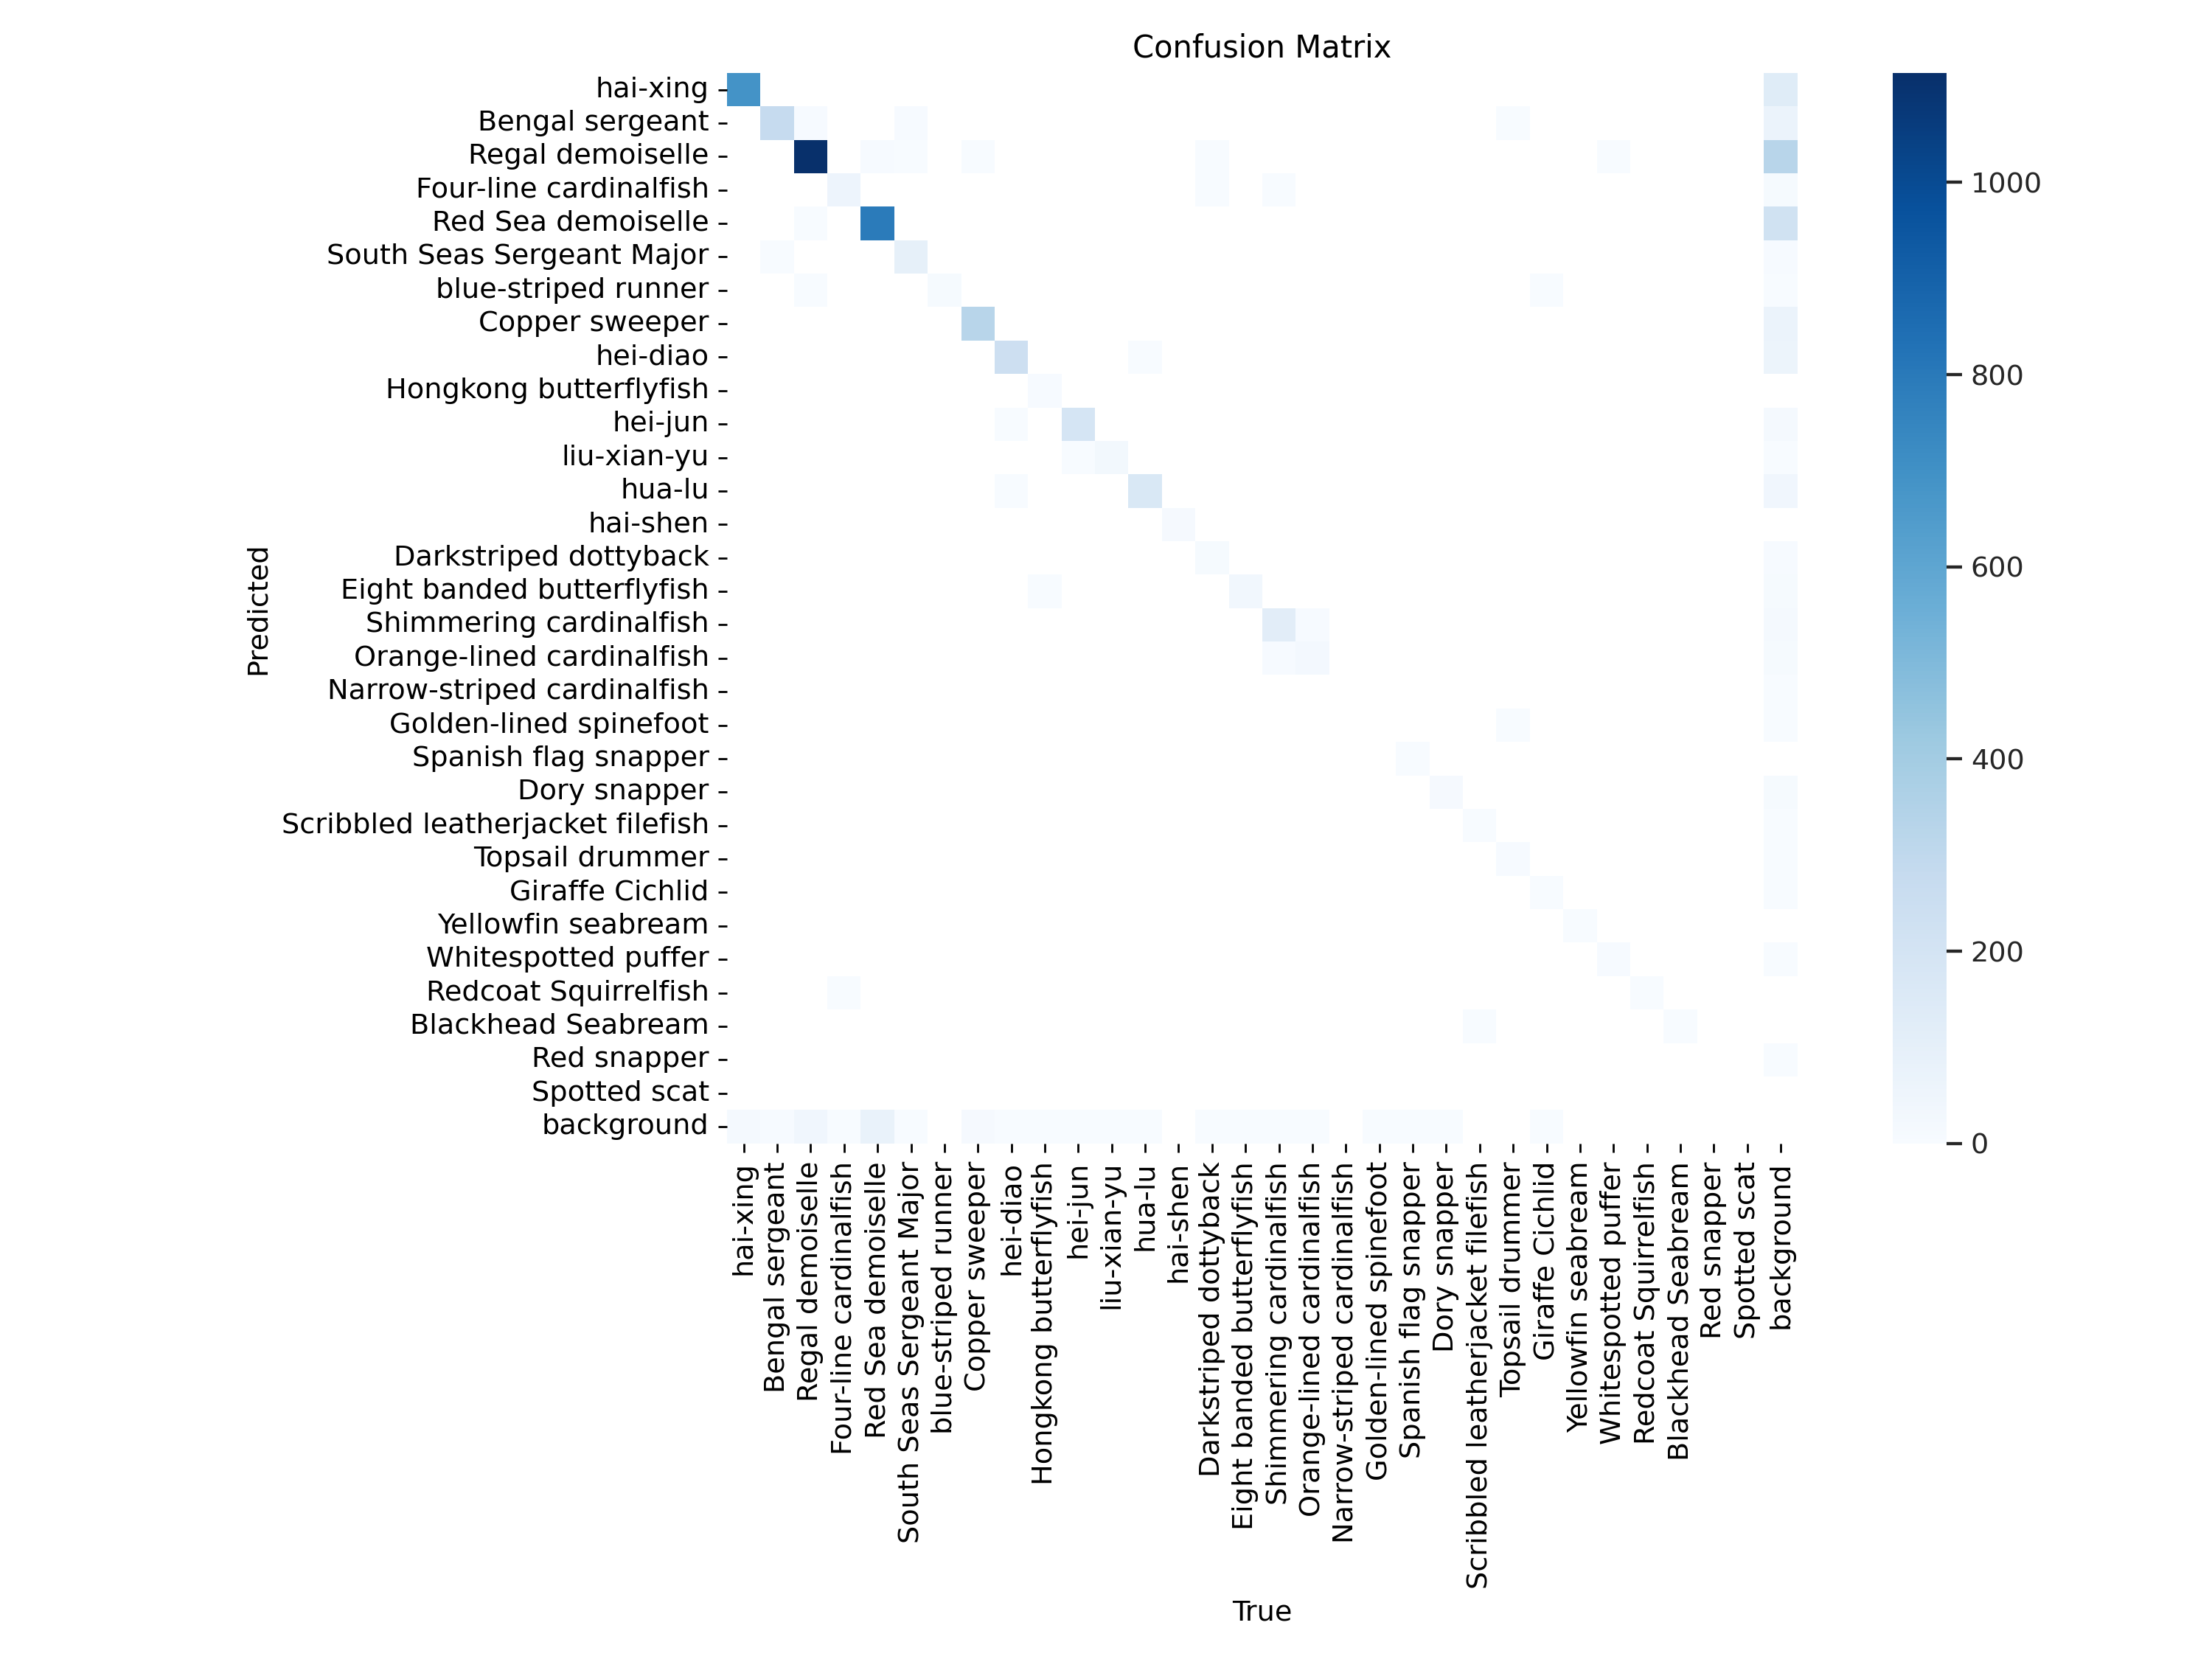 Confusion Matrix
hai-xing
Bengal sergeant
Regal demoiselle
Four-line cardinalfish
Red Sea demoiselle
South Seas Sergeant Major
blue-striped runner
Copper sweeper
hei-diao
Hongkong butterflyfish
hei-jun
liu-xian-yu
hua-lu
hai-shen
Darkstriped dottyback
Eight banded butterflyfish
Shimmering cardinalfish
Orange-lined cardinalfish
Narrow-striped cardinalfish
Golden-lined spinefoot
Spanish flag snapper
Dory snapper
Scribbled leatherjacket filefish
Topsail drummer
Giraffe Cichlid
Yellowfin seabream
Whitespotted puffer
Redcoat Squirrelfish
Blackhead Seabream
Red snapper
Spotted scat
background
Predicted
hai-xing
Bengal sergeant
Regal demoiselle
Four-line cardinalfish
Red Sea demoiselle
South Seas Sergeant Major
blue-striped runner
Copper sweeper
hei-diao
Hongkong butterflyfish
hei-jun
liu-xian-yu
hua-lu
hai-shen
Darkstriped dottyback
Eight banded butterflyfish
Shimmering cardinalfish
Orange-lined cardinalfish
Narrow-striped cardinalfish
Golden-lined spinefoot
Spanish flag snapper
Dory snapper
Scribbled leatherjacket filefish
Topsail drummer
Giraffe Cichlid
Yellowfin seabream
Whitespotted puffer
Redcoat Squirrelfish
Blackhead Seabream
Red snapper
Spotted scat
background
True
1000
800
600
400
200
0